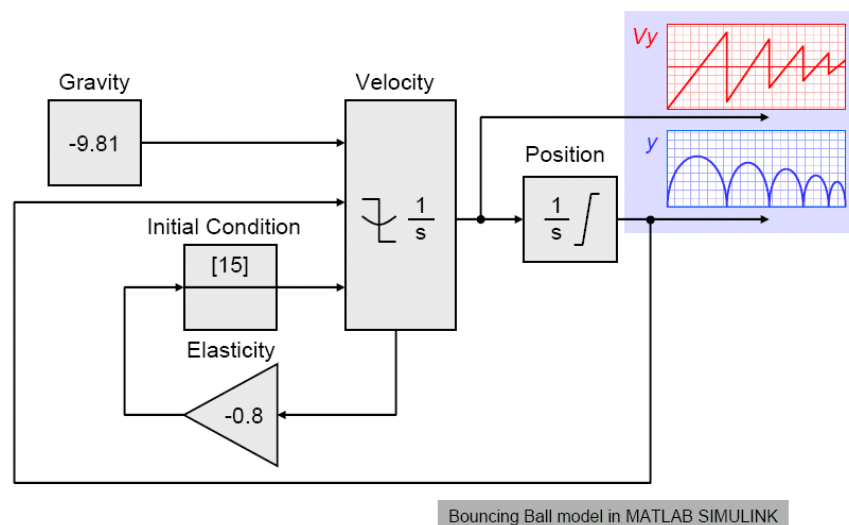 Vy
Gravity
Velocity
-9.81
y
Position
1
s
1
s
Initial Condition
[15]
Elasticity
-0.8
Bouncing Ball model in MATLAB SIMULINK